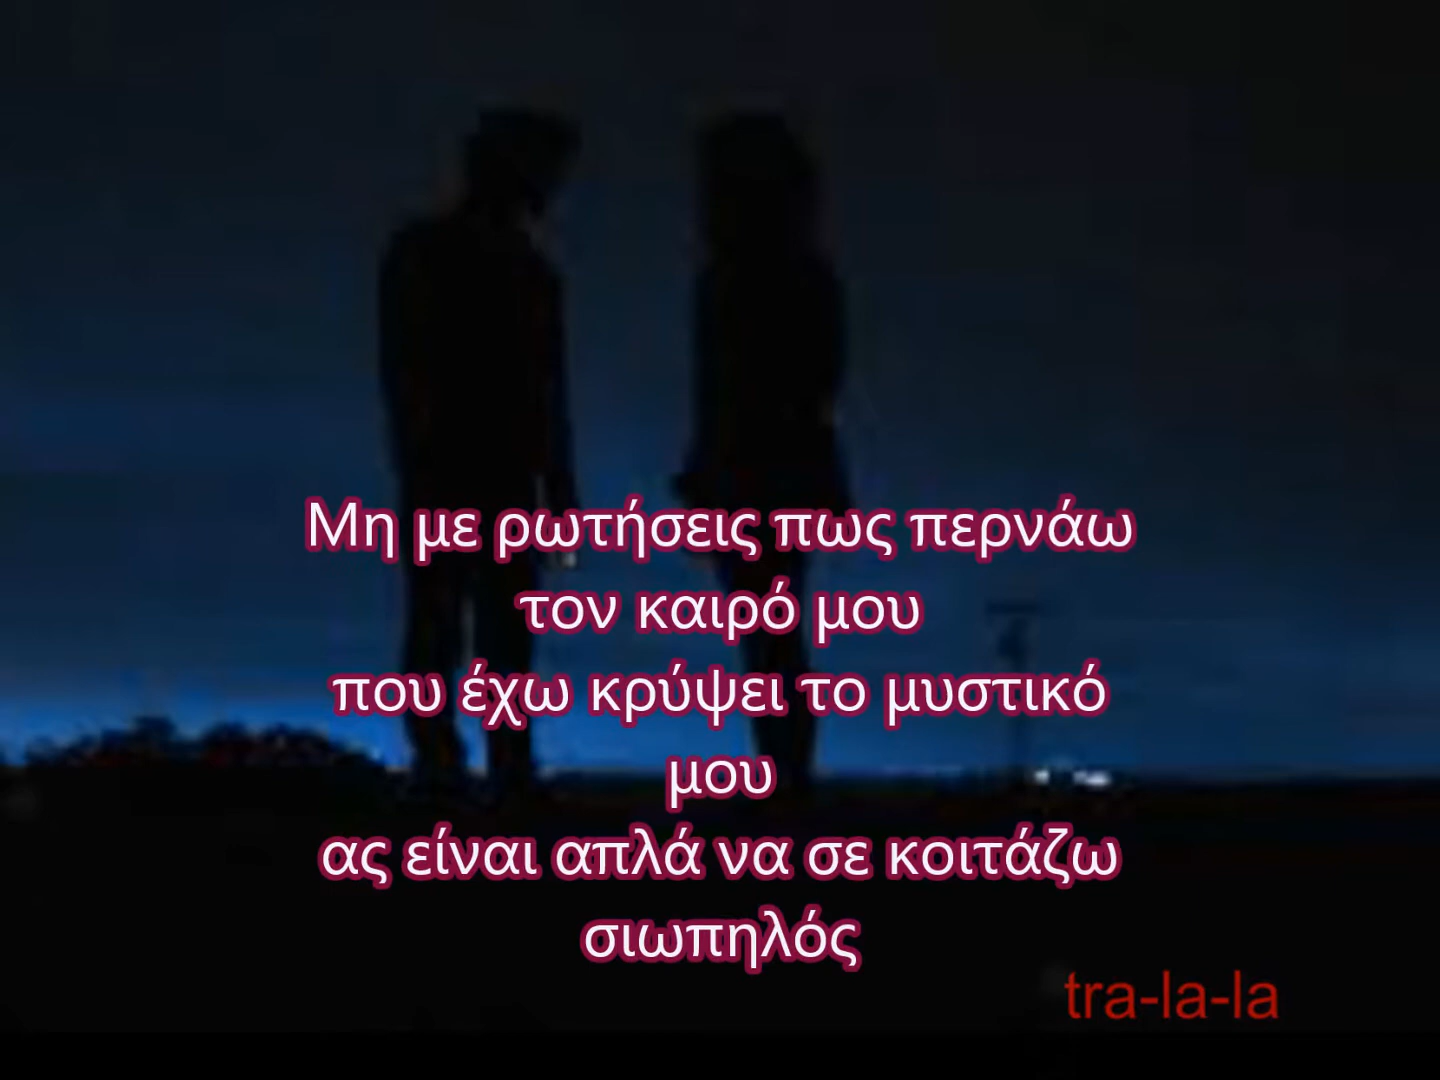 Μη με ρωτήσεις πως περνάω
τον καιρό μου
που έχω κρύψει το μυστικό
μου
ας είναι απλά να σε κοιτάζω
σιωπηλός
tra-la-la